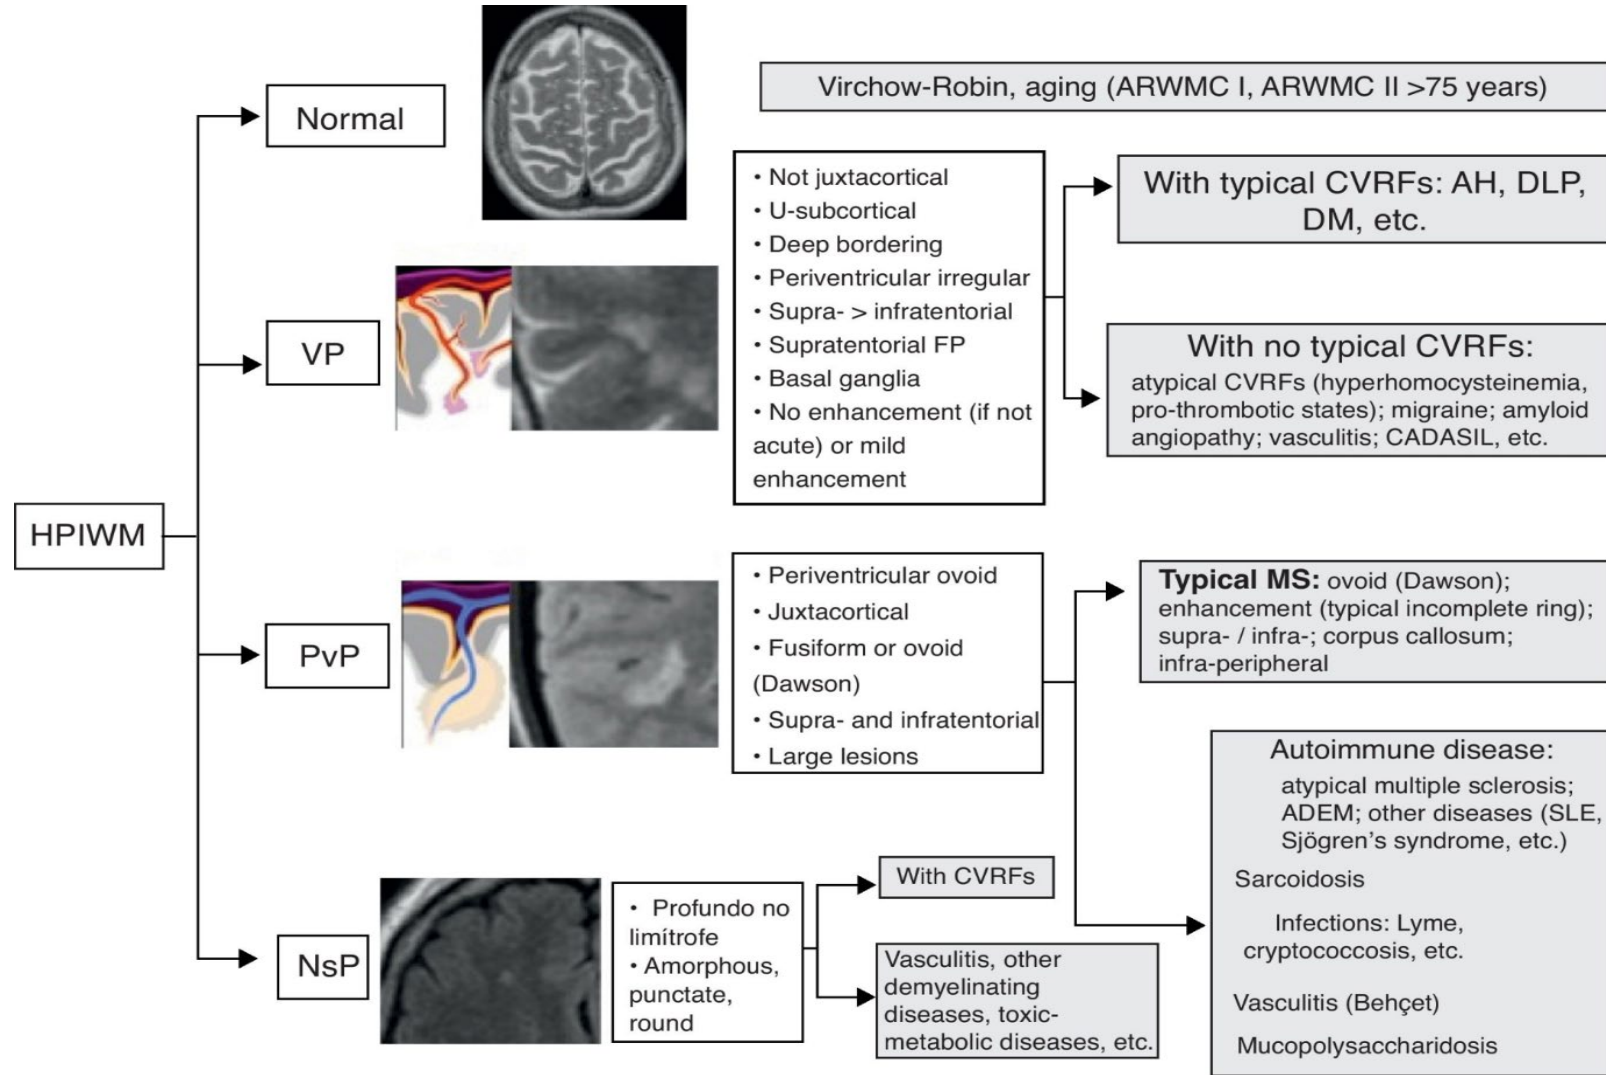 HPIWM
Normal
Virchow-Robin, aging (ARWMC I, ARWMC II >75 years)
VP
• Not juxtacortical
• U-subcortical
• Deep bordering
• Periventricular irregular
• Supra- > infratentorial
• Supratentorial FP
• Basal ganglia
• No enhancement (if not
acute) or mild
enhancement
With typical CVRFs: AH, DLP,
DM, etc.
With no typical CVRFs:
atypical CVRFs (hyperhomocysteinemia,
pro-thrombotic states); migraine; amyloid
angiopathy; vasculitis; CADASIL, etc.
PvP
• Periventricular ovoid
• Juxtacortical
• Fusiform or ovoid
(Dawson)
• Supra- and infratentorial
• Large lesions
Typical MS: ovoid (Dawson);
enhancement (typical incomplete ring);
supra- / infra-; corpus callosum;
infra-peripheral
Autoimmune disease:
atypical multiple sclerosis;
ADEM; other diseases (SLE,
Sjögren's syndrome, etc.)
Sarcoidosis
Infections: Lyme,
cryptococcosis, etc.
Vasculitis (Behçet)
Mucopolysaccharidosis
NsP
• Profundo no
limítrofe
• Amorphous,
punctate,
round
With CVRFs
Vasculitis, other
demyelinating
diseases, toxic-
metabolic diseases, etc.